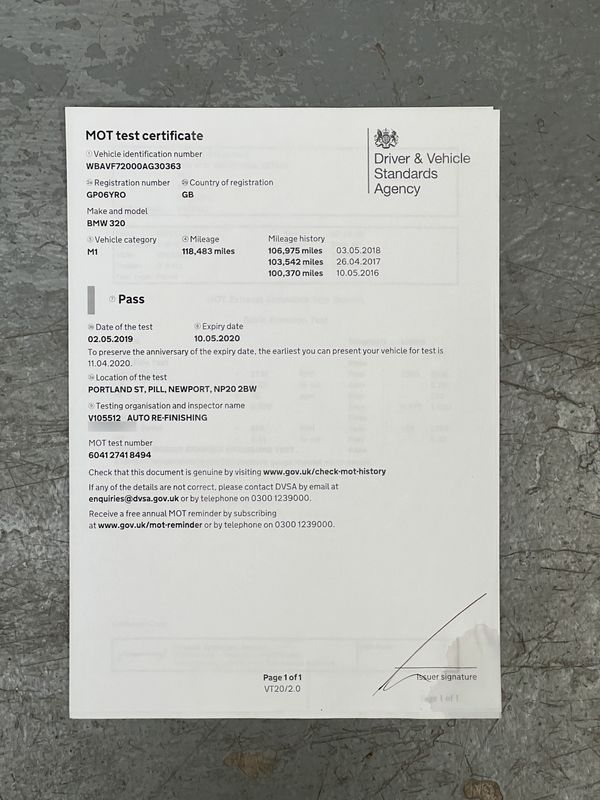 MOT test certificate
① Vehicle identification number
WBAVF72000AG30363
Registration number Country of registration
GP06YRO GB
Make and model
BMW 320
Vehicle category Mileage Mileage history
M1 118,483 miles 106,975 miles 03.05.2018
103,542 miles 26.04.2017
100,370 miles 10.05.2016
Driver & Vehicle
Standards
Agency
⑦ Pass
Date of the test Expiry date
02.05.2019 10.05.2020
To preserve the anniversary of the expiry date, the earliest you can present your vehicle for test is
11.04.2020.
Location of the test
PORTLAND ST, PILL, NEWPORT, NP20 2BW
Testing organisation and inspector name
V105512 AUTO RE-FINISHING
MOT test number
6041 2741 8494
Check that this document is genuine by visiting www.gov.uk/check-mot-history
If any of the details are not correct, please contact DVSA by email at
enquiries@dvsa.gov.uk or by telephone on 0300 1239000.
Receive a free annual MOT reminder by subscribing
at www.gov.uk/mot-reminder or by telephone on 0300 1239000.
Issuer signature
Page 1 of 1
VT20/2.0